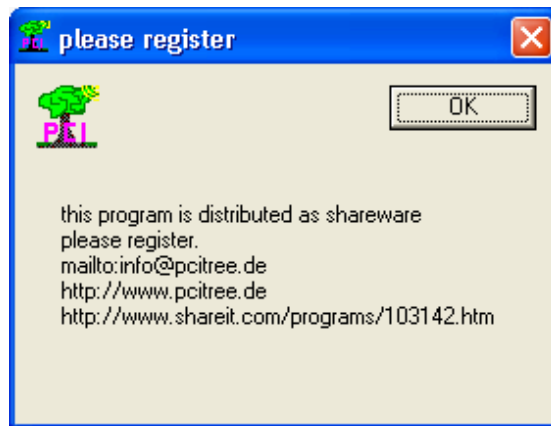 please register
OK
PCI
this program is distributed as shareware
please register.
mailto:info@pcitree.de
http://www.pcitree.de
http://www.shareit.com/programs/103142.htm